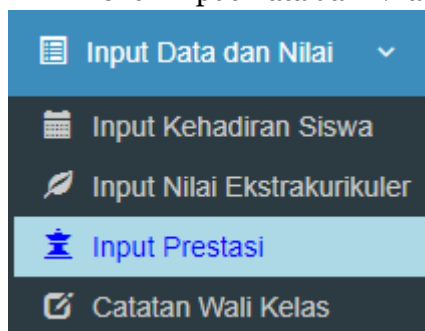 Input Data dan Nilai
Input Kehadiran Siswa
Input Nilai Ekstrakurikuler
Input Prestasi
Catatan Wali Kelas